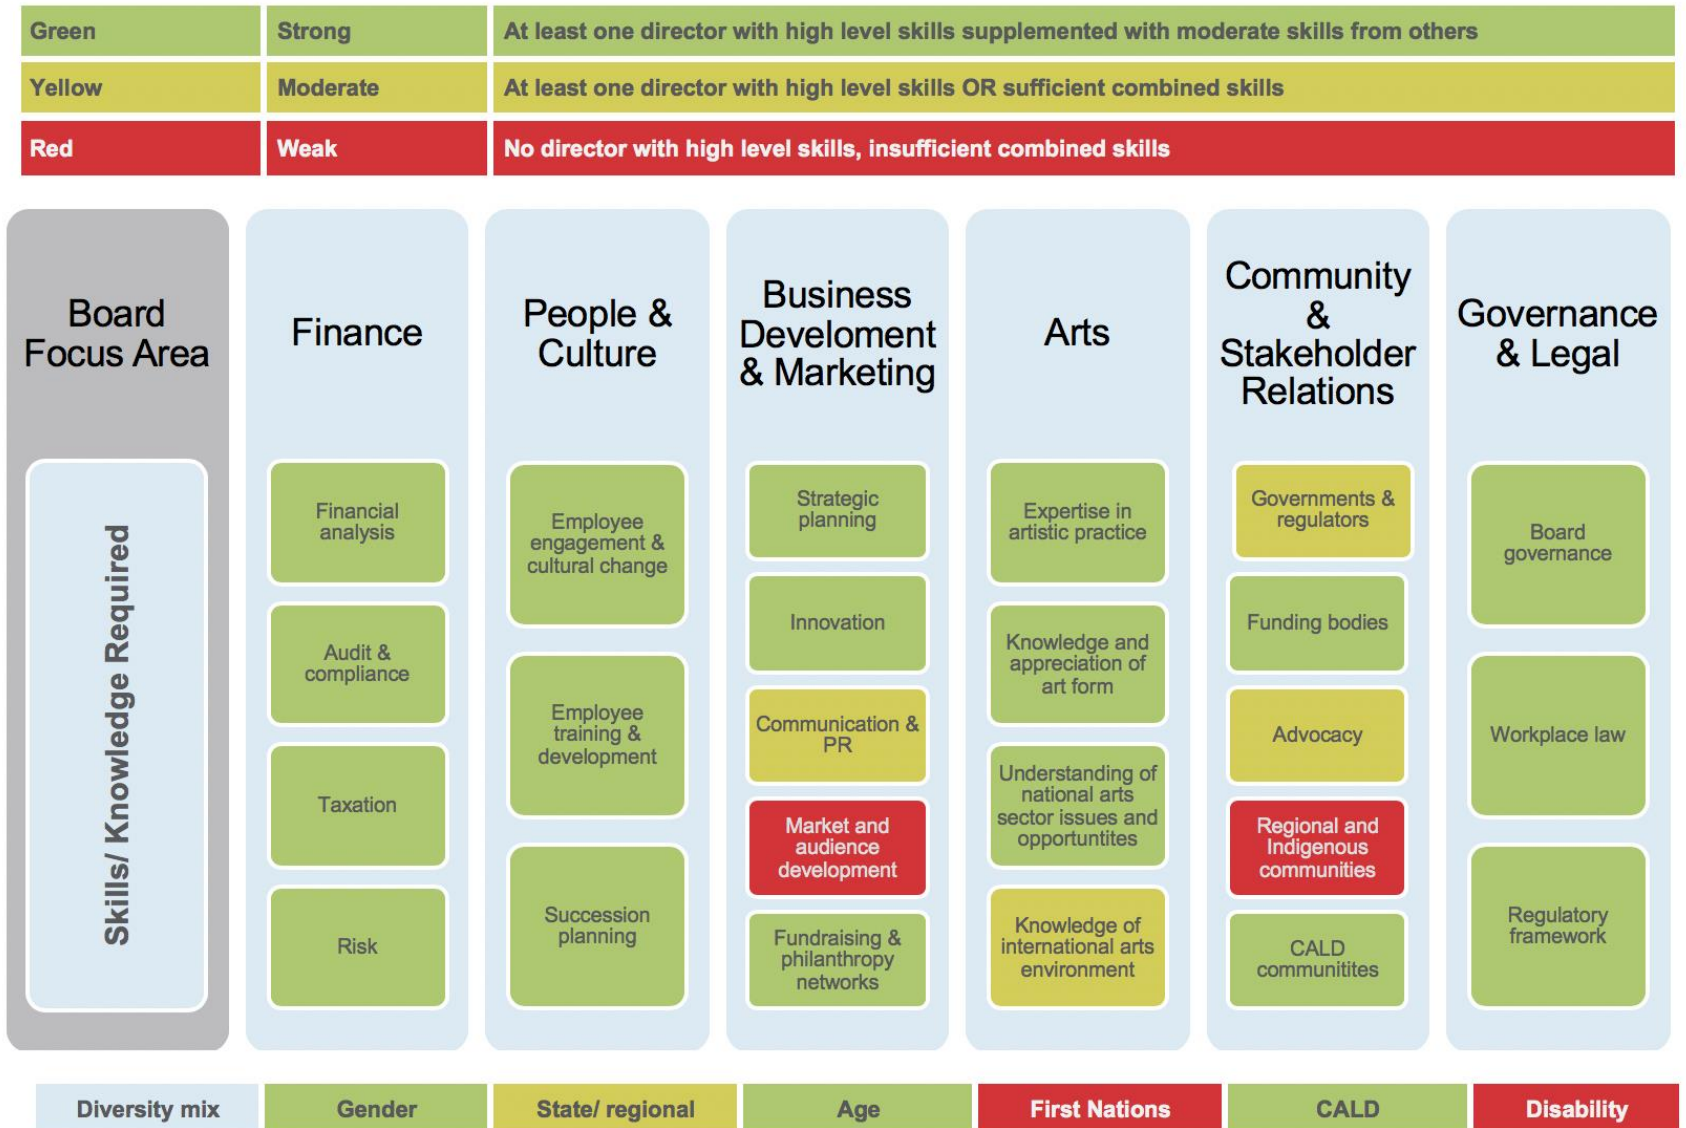 Green Strong At least one director with high level skills supplemented with moderate skills from others
Yellow Moderate At least one director with high level skills OR sufficient combined skills
Red Weak No director with high level skills, insufficient combined skills
Board
Focus Area
Skills/ Knowledge Required
Finance
Financial
analysis
Audit &
compliance
Taxation
Risk
People &
Culture
Employee
engagement &
cultural change
Employee
training &
development
Succession
planning
Business
Develoment
& Marketing
Strategic
planning
Innovation
Communication &
PR
Market and
audience
development
Fundraising &
philanthropy
networks
Arts
Expertise in
artistic practice
Knowledge and
appreciation of
art form
Understanding of
national arts
sector issues and
opportuntites
Knowledge of
international arts
environment
Community
&
Stakeholder
Relations
Governments &
regulators
Funding bodies
Advocacy
Regional and
Indigenous
communities
CALD
communitites
Governance
& Legal
Board
governance
Workplace law
Regulatory
framework
Diversity mix Gender State/ regional Age First Nations CALD Disability